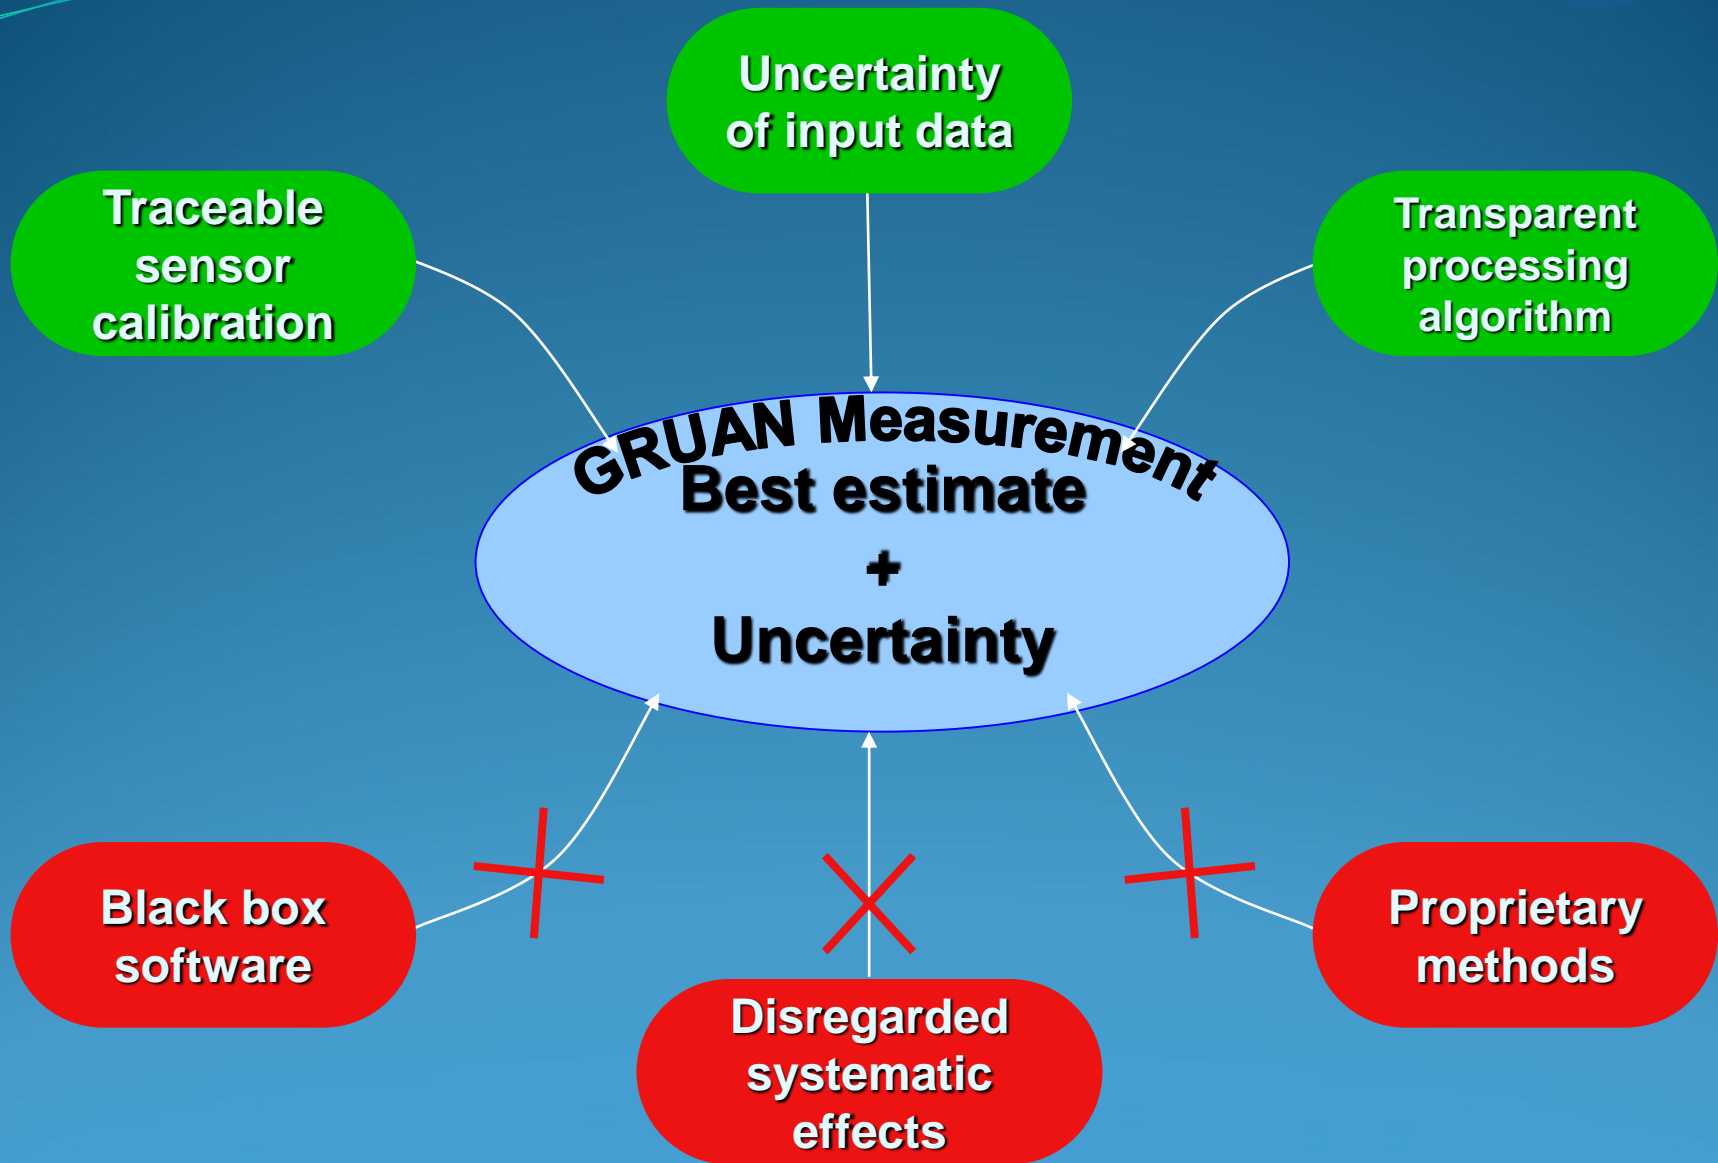 Uncertainty
of input data
Traceable
sensor
calibration
Transparent
processing
algorithm
GRUAN Measurement
Best estimate
+
Uncertainty
Black box
software
Disregarded
systematic
effects
Proprietary
methods